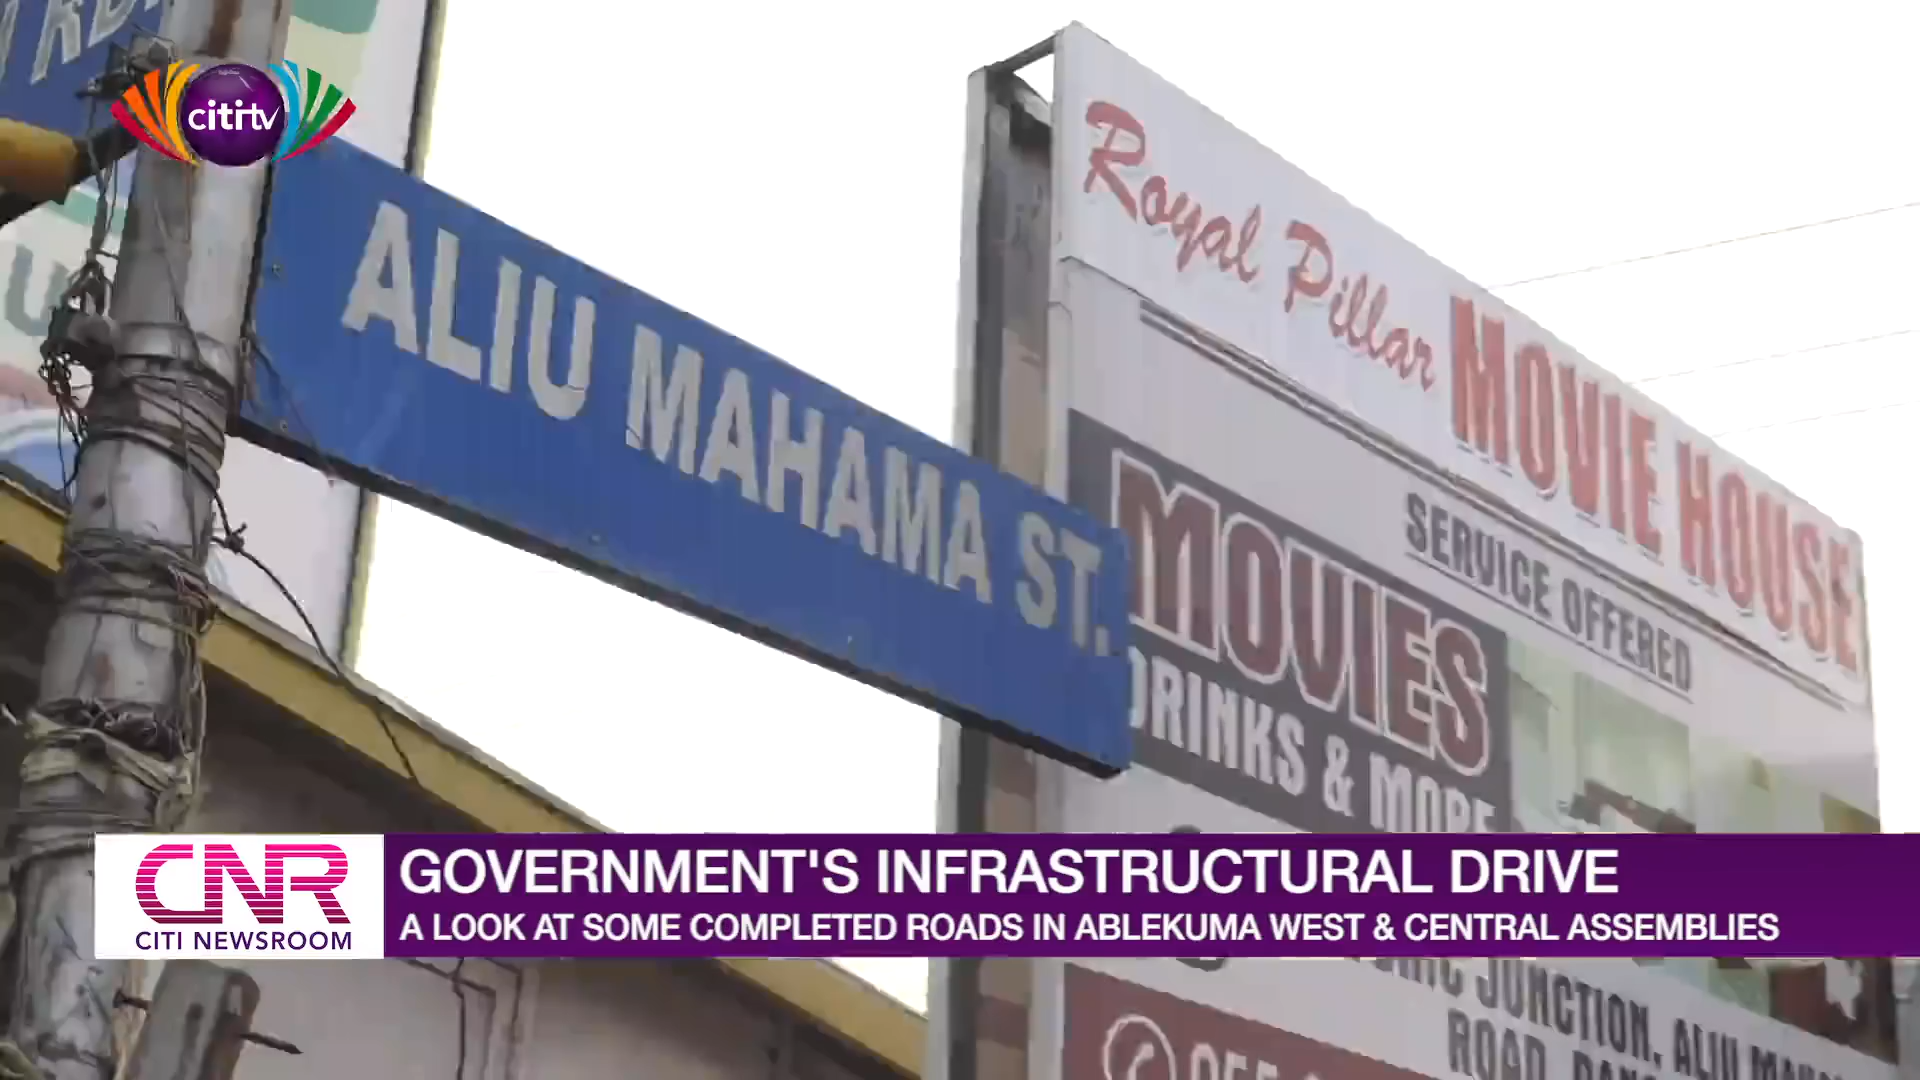 citi tv
ALIU MAHAMA ST.
Royal Pillar MOVIE HOUSE
SERVICE OFFERED
MOVIES
DRINKS & MORE
CNR
CITI NEWSROOM
GOVERNMENT'S INFRASTRUCTURAL DRIVE
A LOOK AT SOME COMPLETED ROADS IN ABLEKUMA WEST & CENTRAL ASSEMBLIES
JUNCTION, ALIU
ROAD,